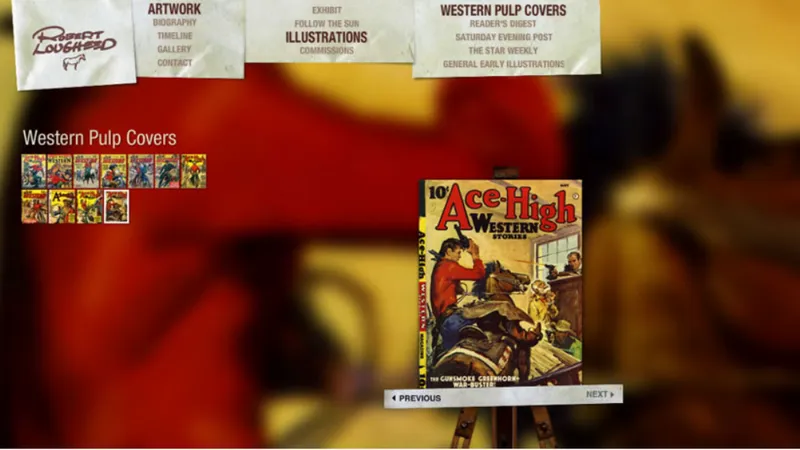 ROBERT
LOUGHEED
ARTWORK
BIOGRAPHY
TIMELINE
GALLERY
CONTACT
EXHIBIT
FOLLOW THE SUN
ILLUSTRATIONS
COMMISSIONS
WESTERN PULP COVERS
READER'S DIGEST
SATURDAY EVENING POST
THE STAR WEEKLY
GENERAL EARLY ILLUSTRATIONS
Western Pulp Covers
10¢
Ace-High
WESTERN
STORIES
Ace-High WESTERN MAGAZINE
THE GUNSMOKE GREENHORN-
WAR-BUSTER!
PREVIOUS
NEXT